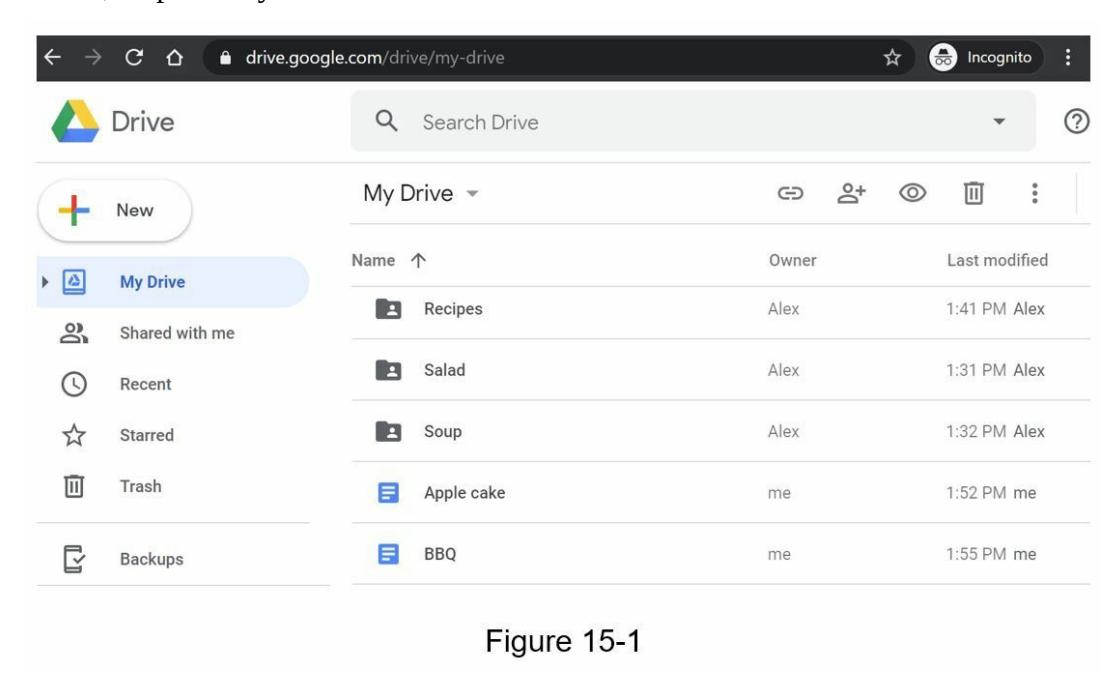 drive.google.com/drive/my-drive Incognito
Drive Search Drive
New My Drive
Name Owner Last modified
My Drive
Recipes Alex 1:41 PM Alex
Shared with me
Salad Alex 1:31 PM Alex
Recent
Soup Alex 1:32 PM Alex
Starred
Trash Apple cake me 1:52 PM me
Backups BBQ me 1:55 PM me
Figure 15-1